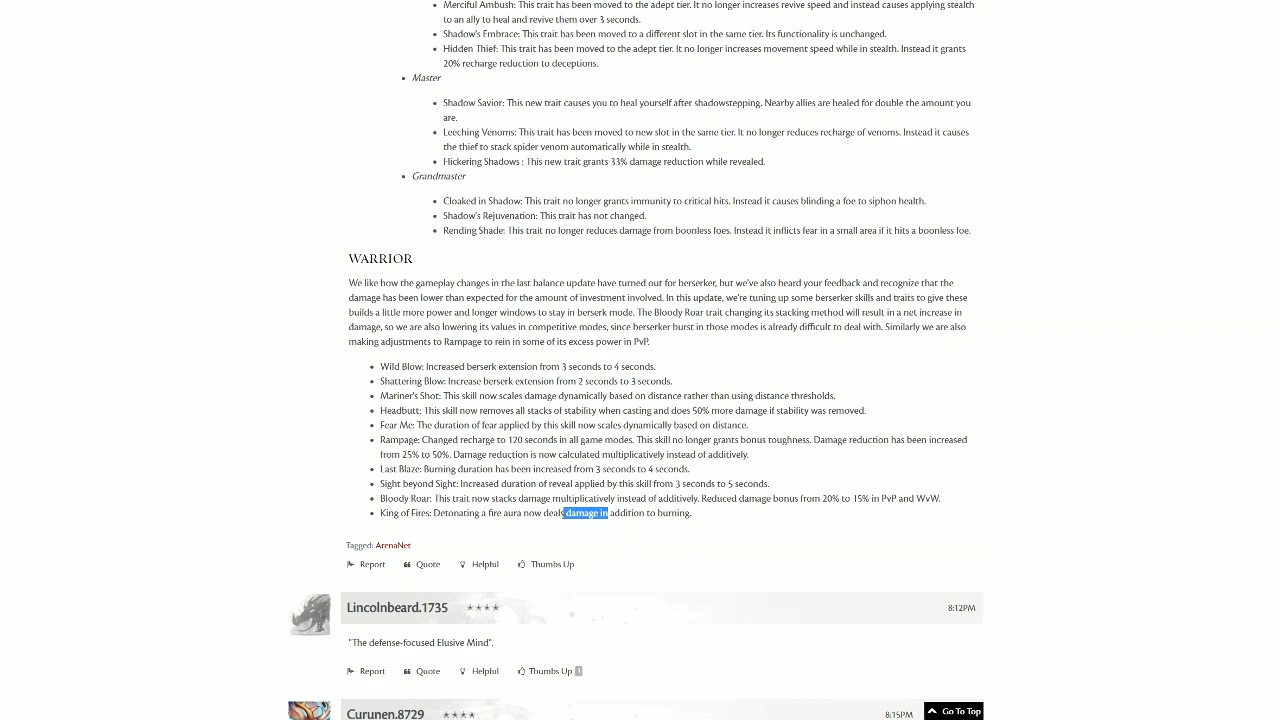 Merciful Ambush: This trait has been moved to the adept tier. It no longer increases revive speed and instead causes applying stealth
to an ally to heal and revive them over 3 seconds.
Shadow's Embrace: This trait has been moved to a different slot in the same tier. Its functionality is unchanged.
Hidden Thief: This trait has been moved to the adept tier. It no longer increases movement speed while in stealth. Instead it grants
20% recharge reduction to deceptions.
Master
Shadow Savior: This new trait causes you to heal yourself after shadowstepping. Nearby allies are healed for double the amount you
are.
Leeching Venoms: This trait has been moved to new slot in the same tier. It no longer reduces recharge of venoms. Instead it causes
the thief to stack spider venom automatically while in stealth.
Flickering Shadows : This new trait grants 33% damage reduction while revealed.
Grandmaster
Cloaked in Shadow: This trait no longer grants immunity to critical hits. Instead it causes blinding a foe to siphon health.
Shadow's Rejuvenation: This trait has not changed.
Rending Shade: This trait no longer reduces damage from boonless foes. Instead it inflicts fear in a small area if it hits a boonless foe.
WARRIOR
We like how the gameplay changes in the last balance update have turned out for berserker, but we've also heard your feedback and recognize that the
damage has been lower than expected for the amount of investment involved. In this update, we're tuning up some berserker skills and traits to give these
builds a little more power and longer windows to stay in berserk mode. The Bloody Roar trait changing its stacking method will result in a net increase in
damage, so we are also lowering its values in competitive modes, since berserker burst in those modes is already difficult to deal with. Similarly we are also
making adjustments to Rampage to rein in some of its excess power in PvP.
Wild Blow: Increased berserk extension from 3 seconds to 4 seconds.
Shattering Blow: Increase berserk extension from 2 seconds to 3 seconds.
Mariner's Shot: This skill now scales damage dynamically based on distance rather than using distance thresholds.
Headbutt: This skill now removes all stacks of stability when casting and does 50% more damage if stability was removed.
Fear Me: The duration of fear applied by this skill now scales dynamically based on distance.
Rampage: Changed recharge to 120 seconds in all game modes. This skill no longer grants bonus toughness. Damage reduction has been increased
from 25% to 50%. Damage reduction is now calculated multiplicatively instead of additively.
Last Blaze: Burning duration has been increased from 3 seconds to 4 seconds.
Sight beyond Sight: Increased duration of reveal applied by this skill from 3 seconds to 5 seconds.
Bloody Roar: This trait now stacks damage multiplicatively instead of additively. Reduced damage bonus from 20% to 15% in PvP and WvW.
King of Fires: Detonating a fire aura now deals damage in addition to burning.
Tagged: ArenaNet
Report Quote Helpful Thumbs Up
Lincolnbeard.1735 8:12PM
"The defense-focused Elusive Mind".
Report Quote Helpful Thumbs Up 1
Curunen.8729 8:15PM
Go To Top